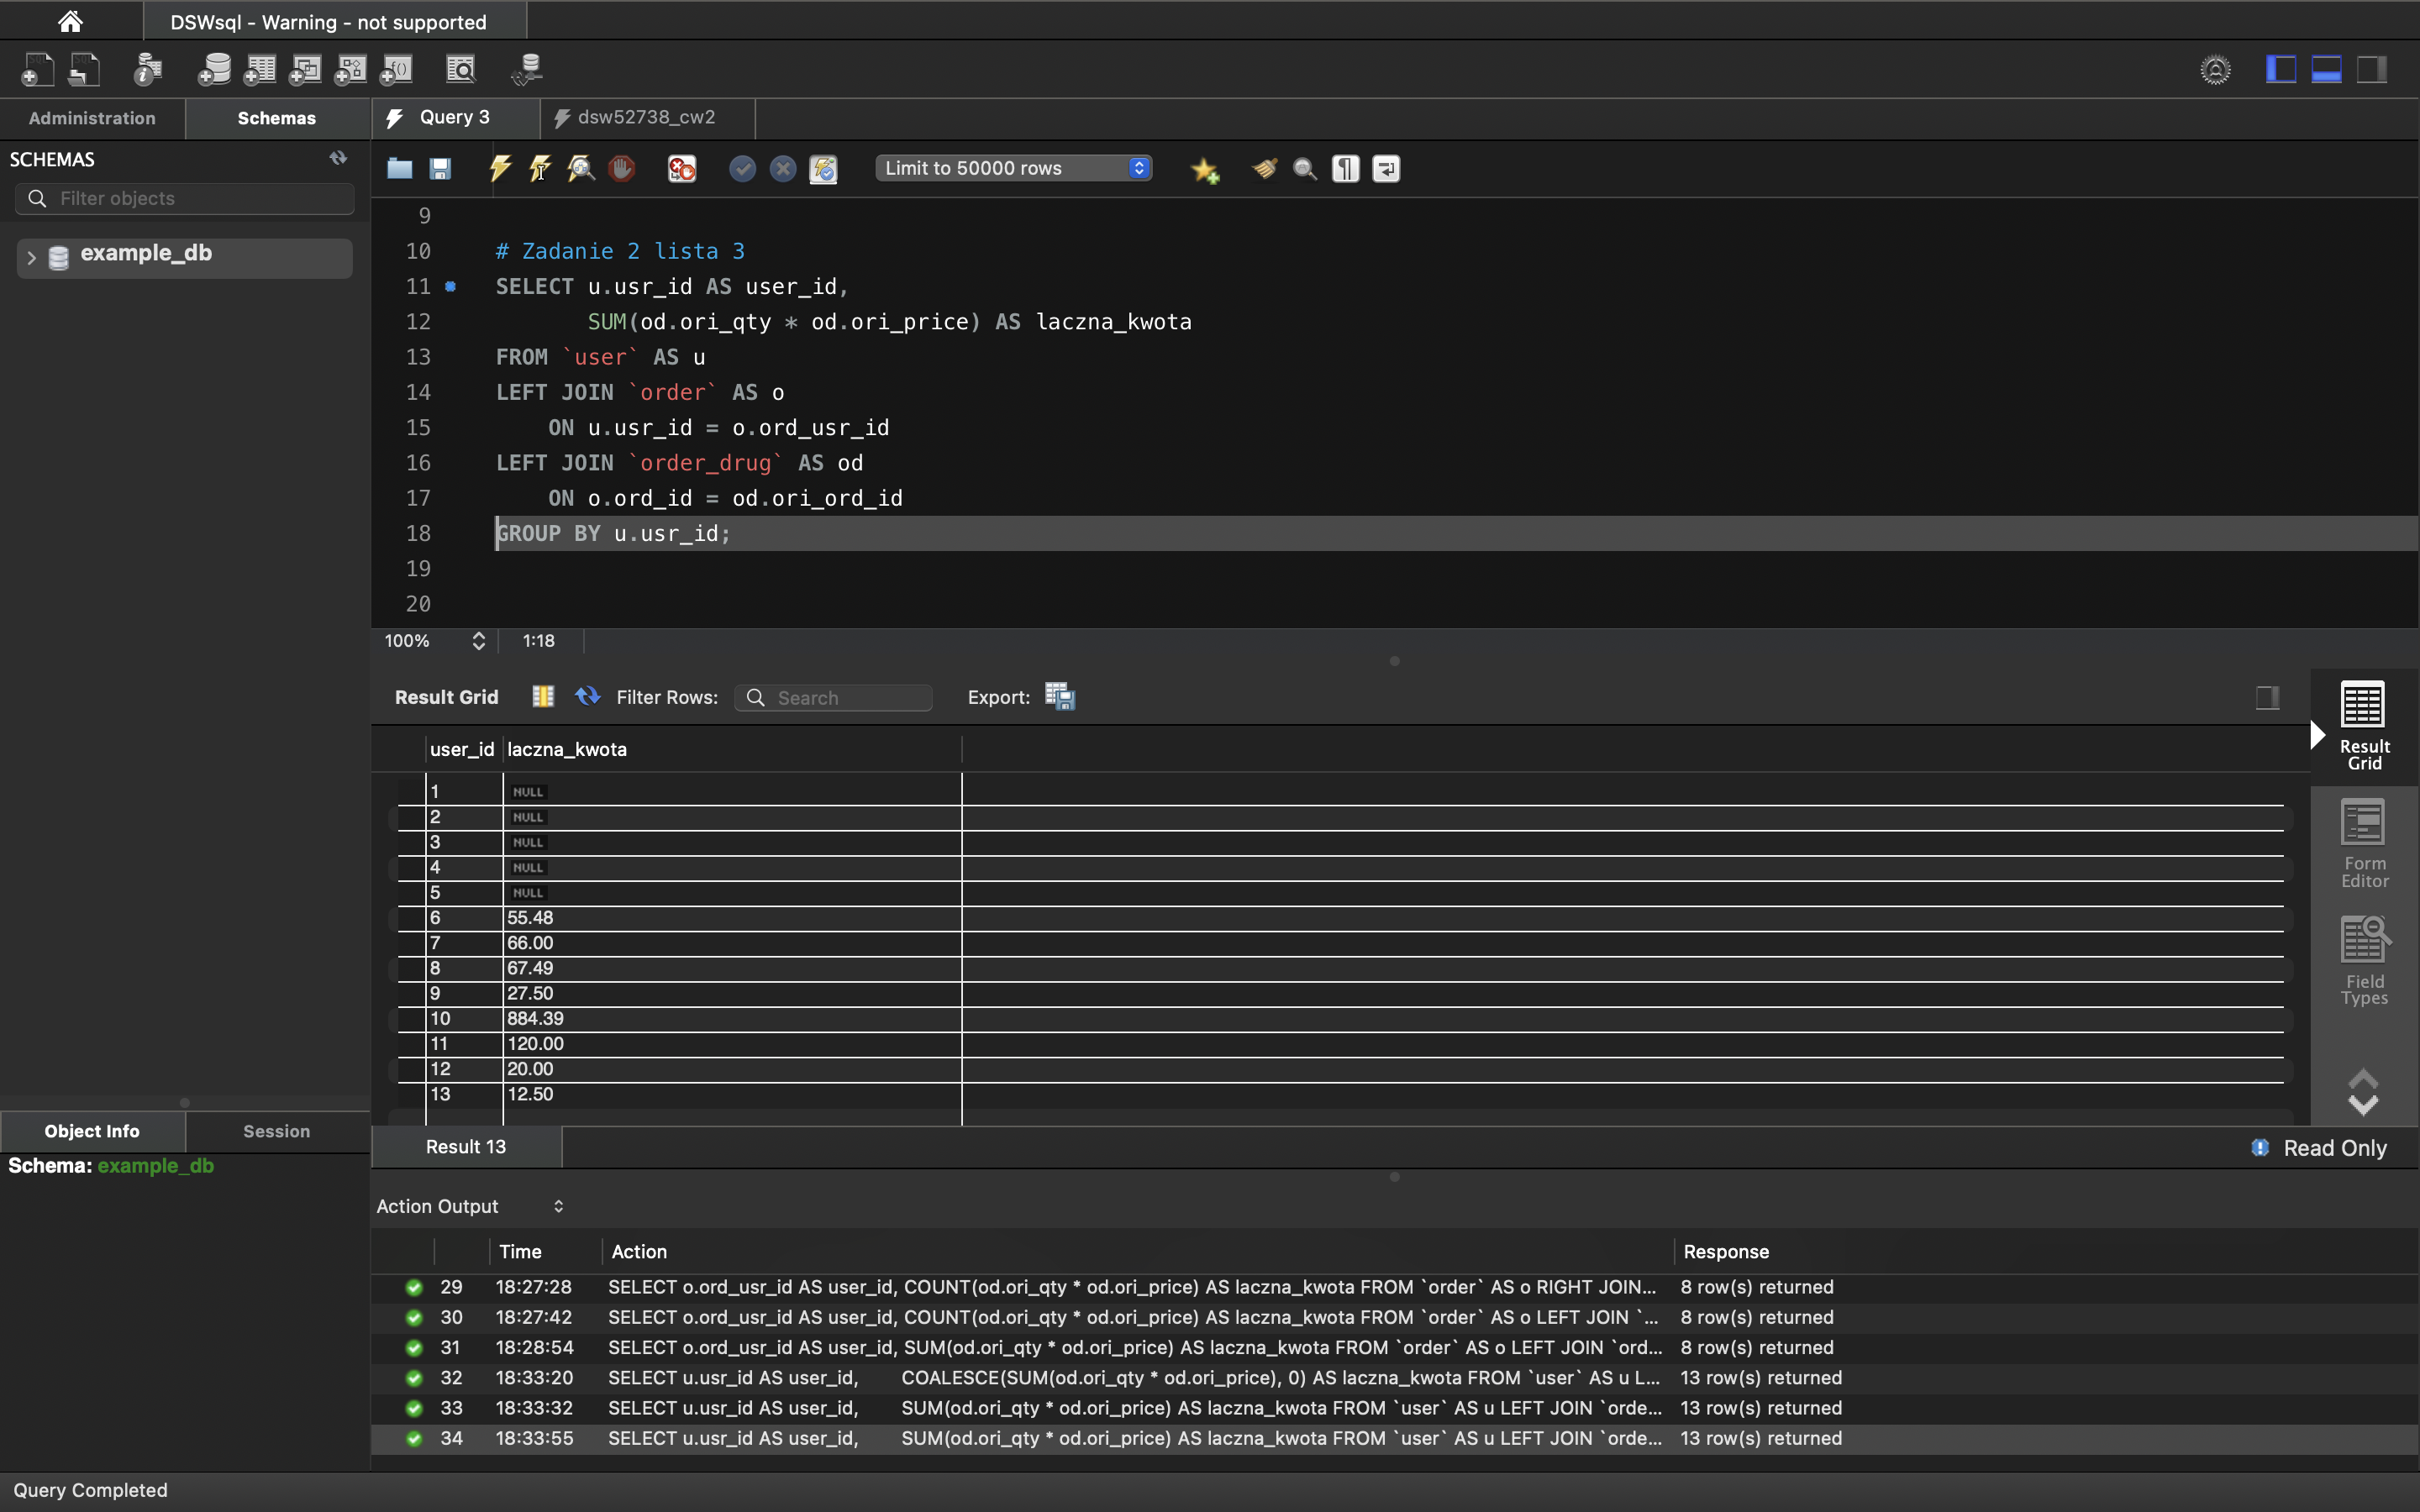 DSWsql - Warning - not supported
Administration
Schemas
Query 3
dsw52738_cw2
SCHEMAS
Filter objects
example_db
Limit to 50000 rows
9
10 # Zadanie 2 lista 3
11 SELECT u.usr_id AS user_id,
12 SUM(od.ori_qty * od.ori_price) AS laczna_kwota
13 FROM `user` AS u
14 LEFT JOIN `order` AS o
15 ON u.usr_id = o.ord_usr_id
16 LEFT JOIN `order_drug` AS od
17 ON o.ord_id = od.ori_ord_id
18 GROUP BY u.usr_id;
19
20
100% 1:18
Result Grid Filter Rows: Search Export:
user_id laczna_kwota
1 NULL
2 NULL
3 NULL
4 NULL
5 NULL
6 55.48
7 66.00
8 67.49
9 27.50
10 884.39
11 120.00
12 20.00
13 12.50
Result
Grid
Form
Editor
Field
Types
Result 13
Read Only
Object Info
Session
Schema: example_db
Action Output
Time Action Response
29 18:27:28 SELECT o.ord_usr_id AS user_id, COUNT(od.ori_qty * od.ori_price) AS laczna_kwota FROM `order` AS o RIGHT JOIN... 8 row(s) returned
30 18:27:42 SELECT o.ord_usr_id AS user_id, COUNT(od.ori_qty * od.ori_price) AS laczna_kwota FROM `order` AS o LEFT JOIN `... 8 row(s) returned
31 18:28:54 SELECT o.ord_usr_id AS user_id, SUM(od.ori_qty * od.ori_price) AS laczna_kwota FROM `order` AS o LEFT JOIN `ord... 8 row(s) returned
32 18:33:20 SELECT u.usr_id AS user_id, COALESCE(SUM(od.ori_qty * od.ori_price), 0) AS laczna_kwota FROM `user` AS u L... 13 row(s) returned
33 18:33:32 SELECT u.usr_id AS user_id, SUM(od.ori_qty * od.ori_price) AS laczna_kwota FROM `user` AS u LEFT JOIN `orde... 13 row(s) returned
34 18:33:55 SELECT u.usr_id AS user_id, SUM(od.ori_qty * od.ori_price) AS laczna_kwota FROM `user` AS u LEFT JOIN `orde... 13 row(s) returned
Query Completed